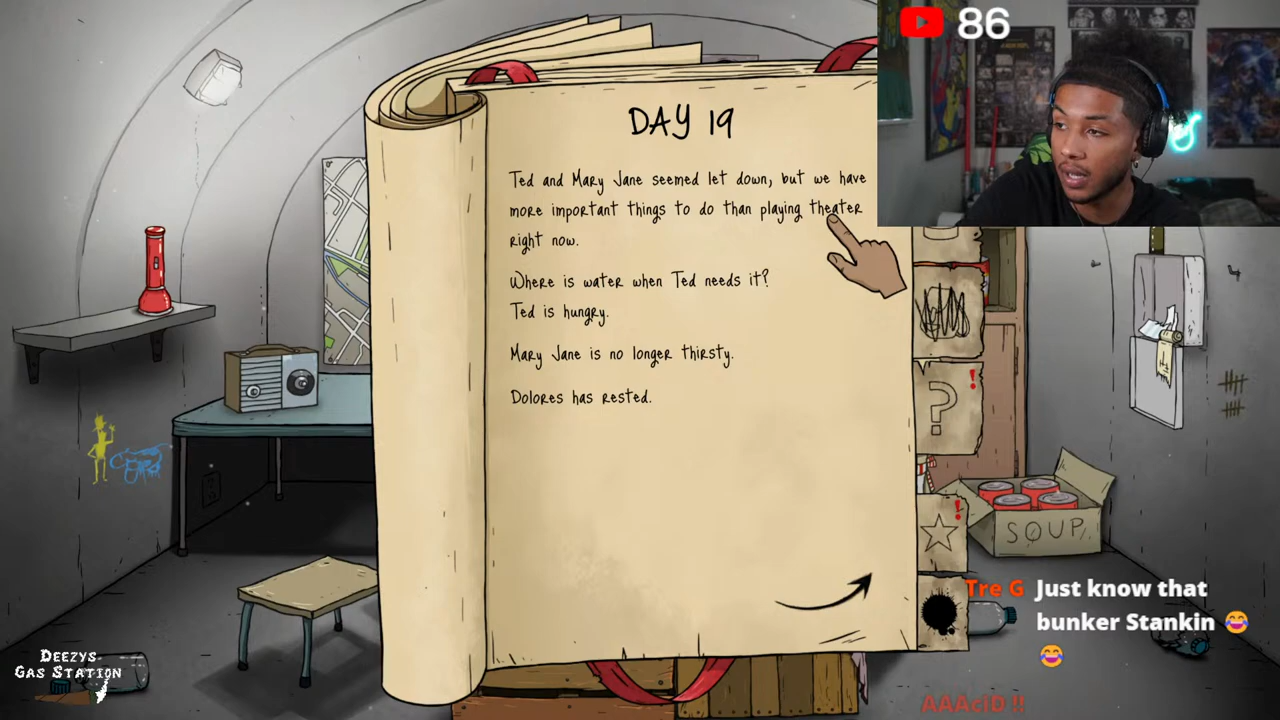 86
DAY 19
Ted and Mary Jane seemed let down, but we have
more important things to do than playing theater
right now.
Where is water when Ted needs it?
Ted is hungry.
Mary Jane is no longer thirsty.
Dolores has rested.
SOUP
Tre G Just know that
bunker Stankin 😂
😂
AAAciD !!
DEEZYS
GAS STATION